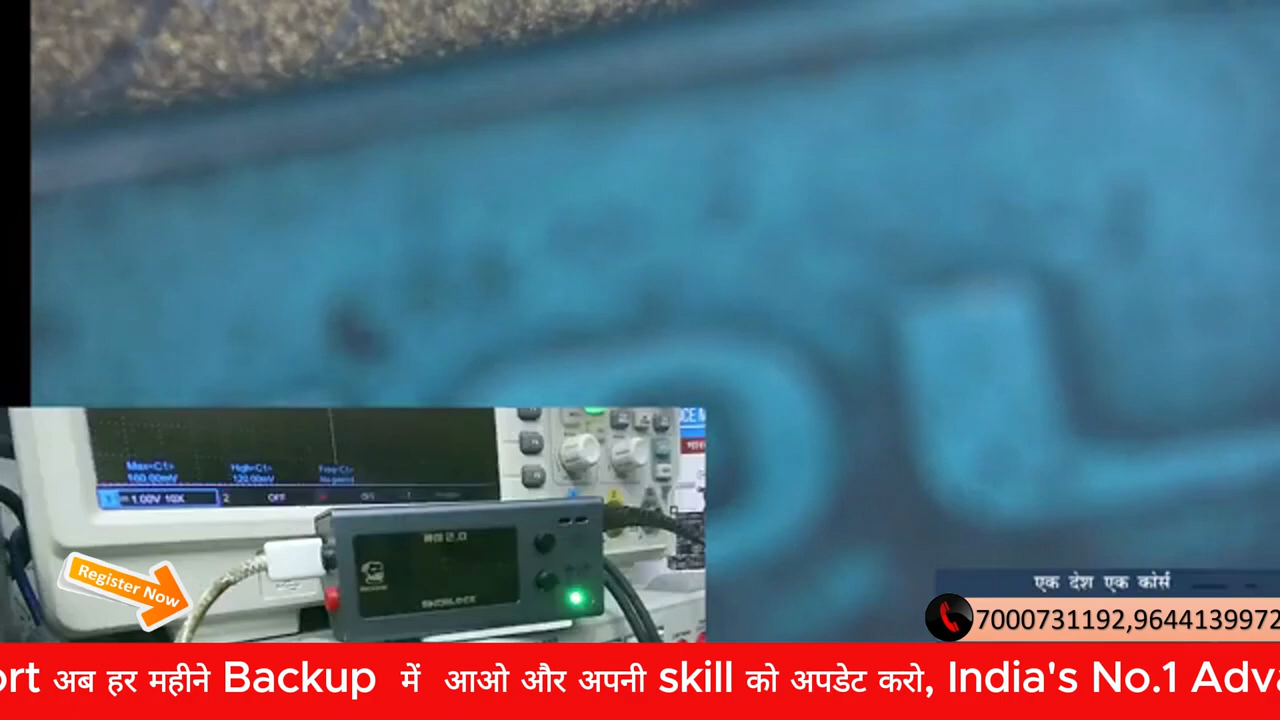 Max<C1>
High<C1>
Freq<C1>
160.00mV
120.00mV
1.00V 10X
2
OFF
Register Now
एक देश एक कोर्स
7000731192,9644139972
ort अब हर महीने Backup में आओ और अपनी skill को अपडेट करो, India's No.1 Adva